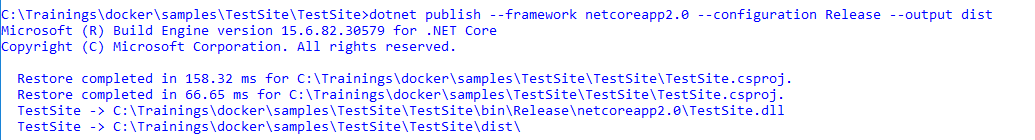 C:\Trainings\docker\samples\TestSite\TestSite>dotnet publish --framework netcoreapp2.0 --configuration Release --output dist
Microsoft (R) Build Engine version 15.6.82.30579 for .NET Core
Copyright (C) Microsoft Corporation. All rights reserved.

  Restore completed in 158.32 ms for C:\Trainings\docker\samples\TestSite\TestSite\TestSite.csproj.
  Restore completed in 66.65 ms for C:\Trainings\docker\samples\TestSite\TestSite\TestSite.csproj.
  TestSite -> C:\Trainings\docker\samples\TestSite\TestSite\bin\Release\netcoreapp2.0\TestSite.dll
  TestSite -> C:\Trainings\docker\samples\TestSite\TestSite\dist\